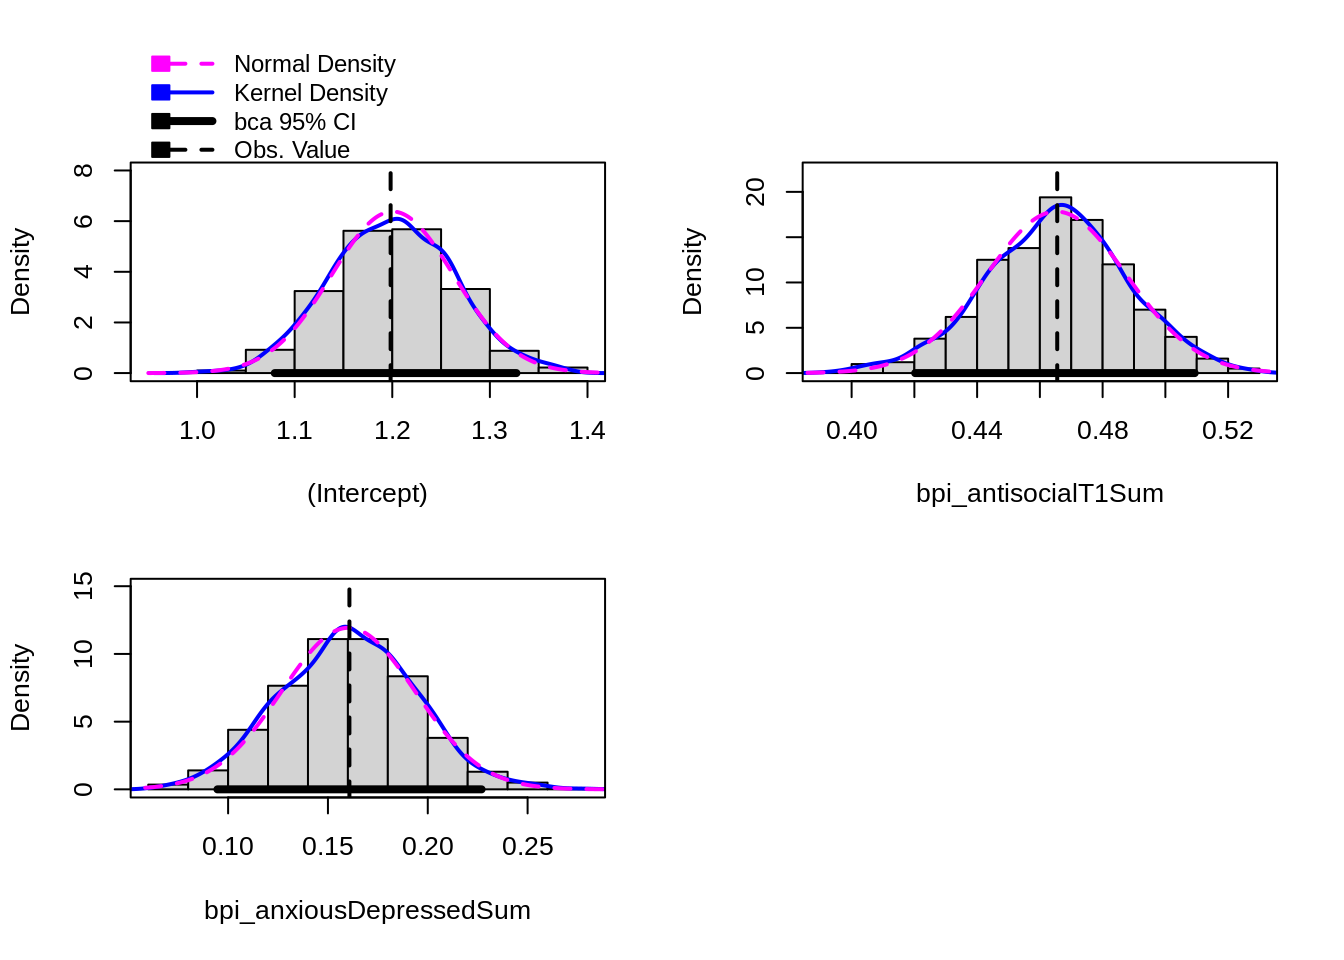 Normal Density
Kernel Density
bca 95% CI
Obs. Value
Density
0 2 4 6 8
1.0 1.1 1.2 1.3 1.4
(Intercept)
Density
0 5 10 20
0.40 0.44 0.48 0.52
bpi_antisocialT1Sum
Density
0 5 10 15
0.10 0.15 0.20 0.25
bpi_anxiousDepressedSum